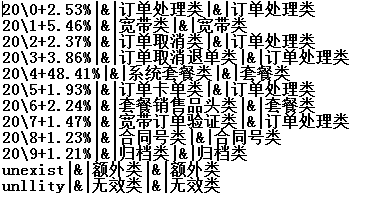 20\0+2.53%|&|订单处理类|&|订单处理类
20\1+5.46%|&|宽带类|&|宽带类
20\2+2.37%|&|订单取消类|&|订单处理类
20\3+3.86%|&|订单取消退单类|&|订单处理类
20\4+48.41%|&|系统套餐类|&|套餐类
20\5+1.93%|&|订单卡单类|&|订单处理类
20\6+2.24%|&|套餐销售品头类|&|套餐类
20\7+1.47%|&|宽带订单验证类|&|订单处理类
20\8+1.23%|&|合同号类|&|合同号类
20\9+1.21%|&|归档类|&|归档类
unexist|&|额外类|&|额外类
unllity|&|无效类|&|无效类